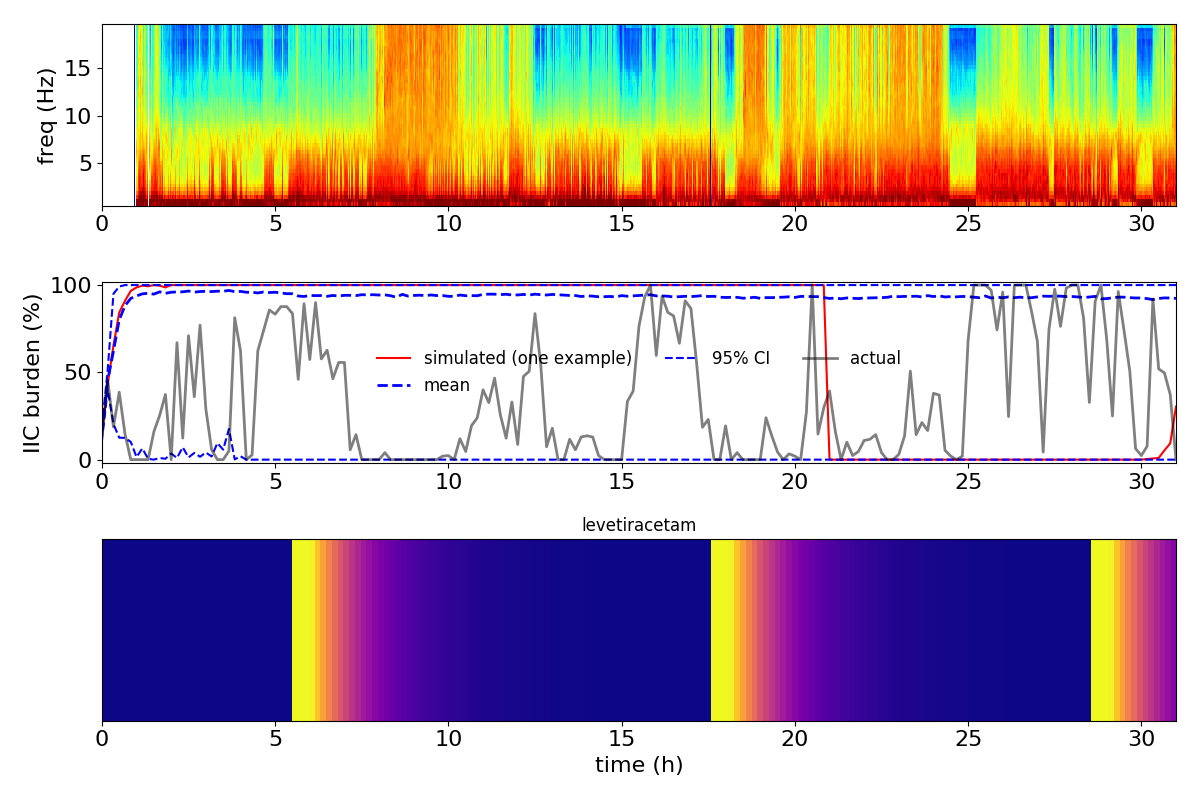 freq (Hz)
15
10
5
0 5 10 15 20 25 30
IIC burden (%)
100
50
0
simulated (one example) 95% CI actual
mean
0 5 10 15 20 25 30
levetiracetam
0 5 10 15 20 25 30
time (h)